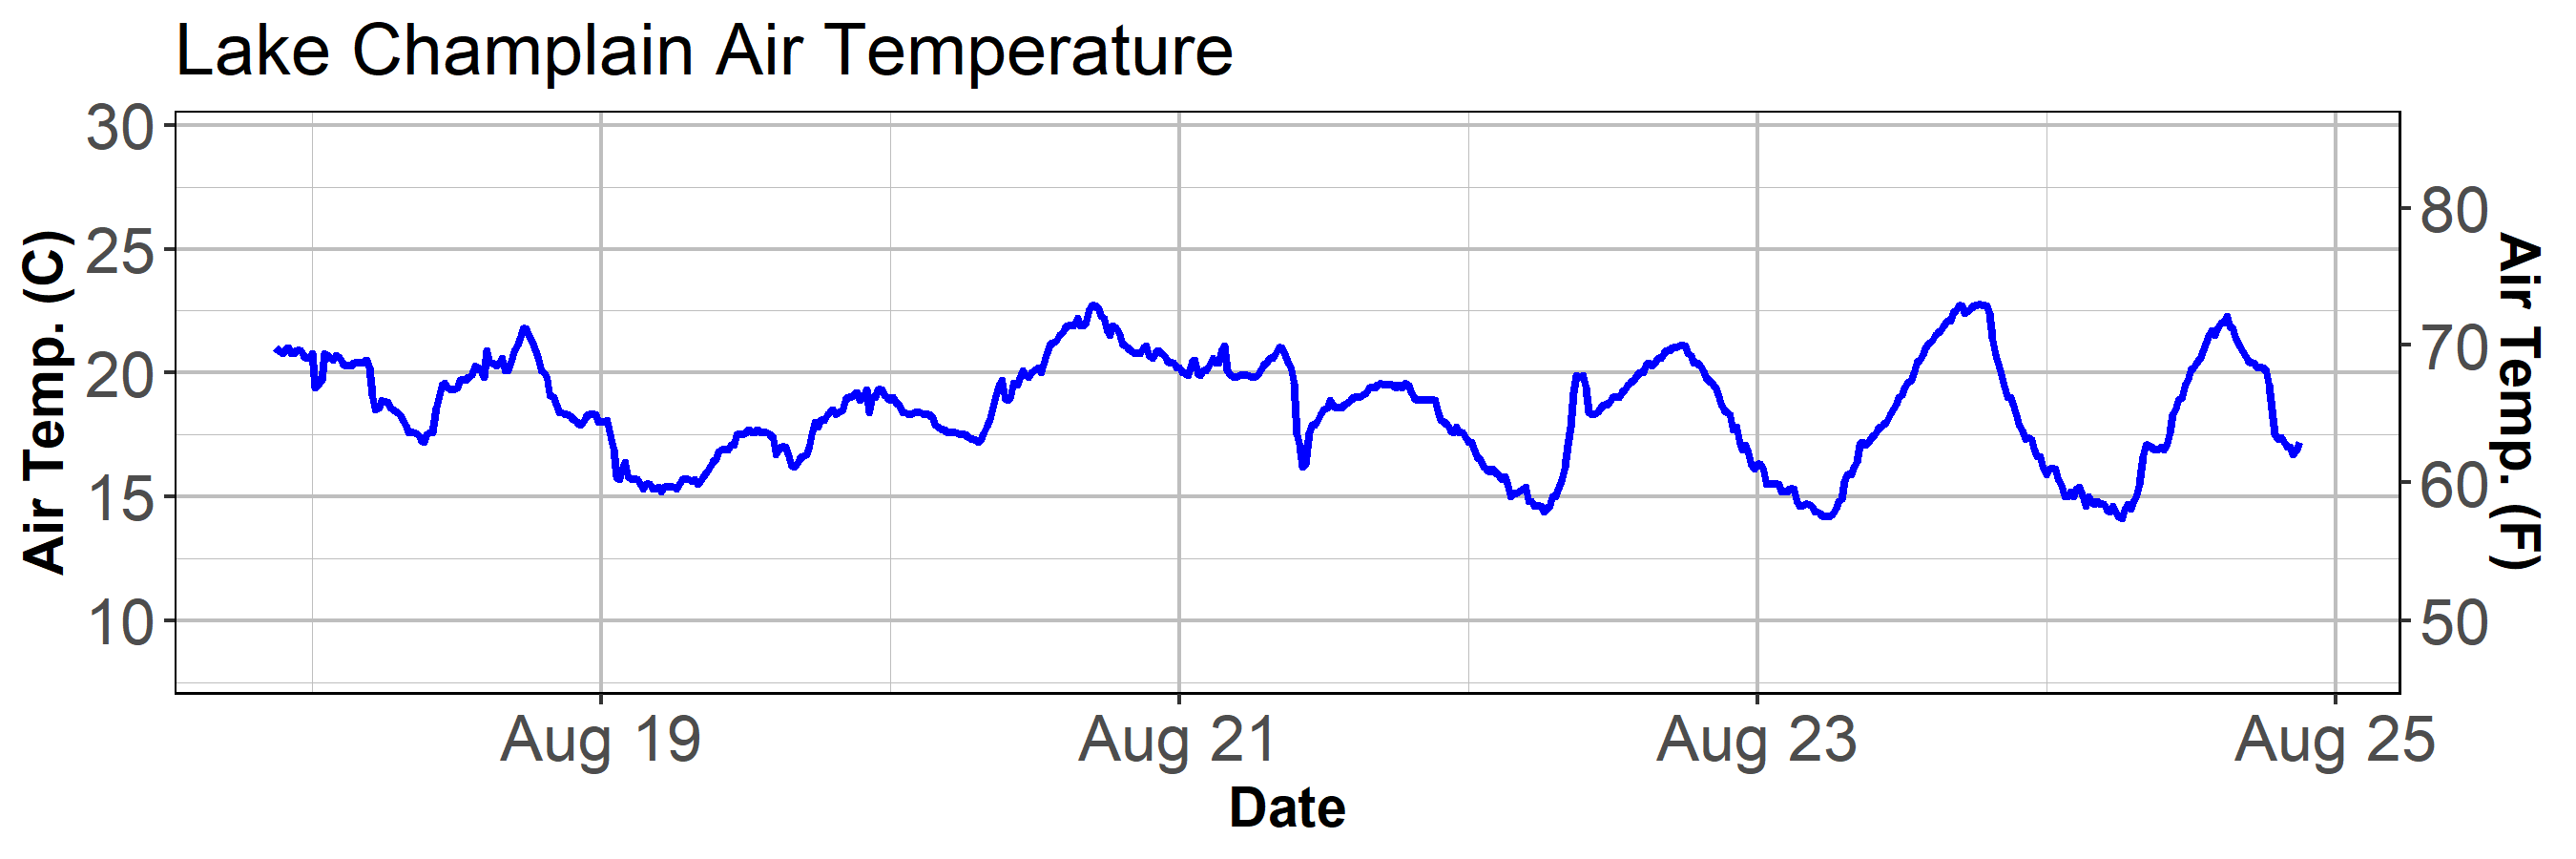 Lake Champlain Air Temperature
30
25
20
15
10
Air Temp. (C)
80
70
60
50
Air Temp. (F)
Aug 19
Aug 21
Aug 23
Aug 25
Date